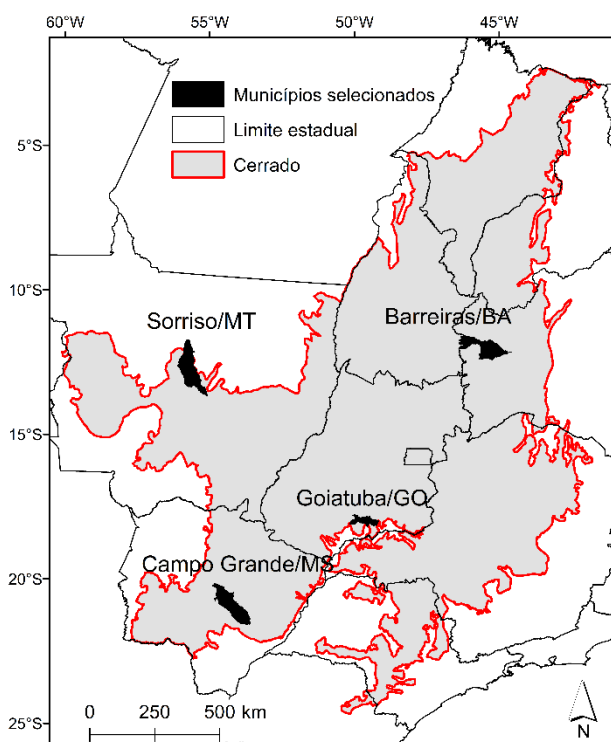 60°W 55°W 50°W 45°W
Municípios selecionados
Limite estadual
Cerrado
5°S
10°S
Sorriso/MT
Barreiras/BA
15°S
Goiatuba/GO
Campo Grande/MS
20°S
0 250 500 km
25°S
N